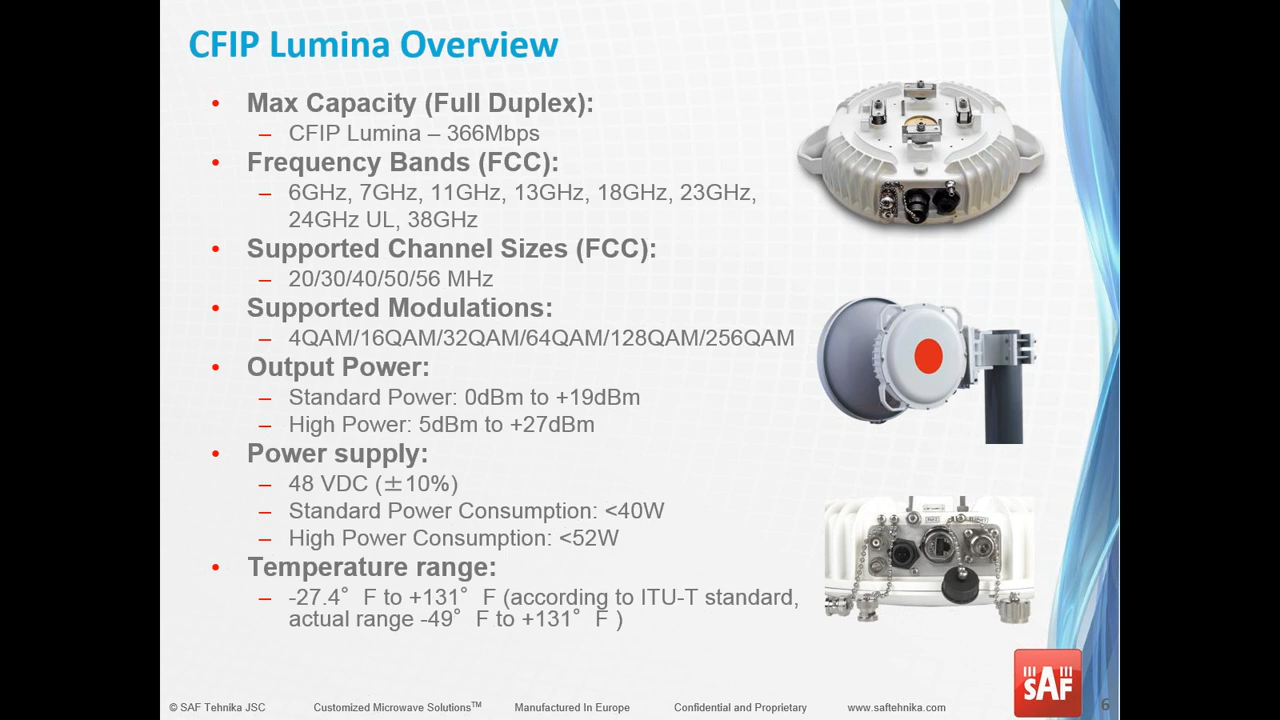 CFIP Lumina Overview
• Max Capacity (Full Duplex):
– CFIP Lumina – 366Mbps
• Frequency Bands (FCC):
– 6GHz, 7GHz, 11GHz, 13GHz, 18GHz, 23GHz,
24GHz UL, 38GHz
• Supported Channel Sizes (FCC):
– 20/30/40/50/56 MHz
• Supported Modulations:
– 4QAM/16QAM/32QAM/64QAM/128QAM/256QAM
• Output Power:
– Standard Power: 0dBm to +19dBm
– High Power: 5dBm to +27dBm
• Power supply:
– 48 VDC (±10%)
– Standard Power Consumption: <40W
– High Power Consumption: <52W
• Temperature range:
– -27.4° F to +131° F (according to ITU-T standard,
actual range -49° F to +131° F )
SAF
© SAF Tehnika JSC Customized Microwave Solutions™ Manufactured In Europe Confidential and Proprietary www.saftehnika.com 6